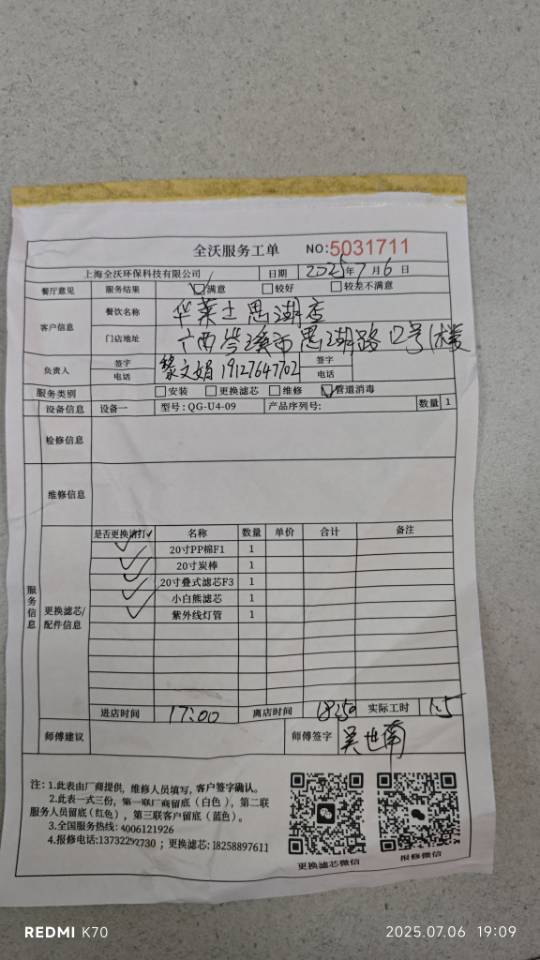 全沃服务工单 NO:5031711
上海全沃环保科技有限公司 日期 2025年7月6日
餐厅意见 服务结果 满意 较好 较差不满意
客户信息 餐饮名称 华莱士思湖店
门店地址 广西岑溪市思湖路12号1楼
负责人 签字 黎文娟 签字
电话 19127647702 电话
服务类别 安装 更换滤芯 维修 管道消毒
设备信息 设备一 型号:QG-U4-09 产品序列号: 数量 1
检修信息
维修信息
服务信息
更换滤芯/配件信息
是否更换请打√ 名称 数量 单价 合计 备注
√ 20寸PP棉F1 1
√ 20寸炭棒 1
√ 20寸叠式滤芯F3 1
√ 小白熊滤芯 1
√ 紫外线灯管 1
进店时间 17:00 离店时间 18:50 实际工时 1.5
师傅建议 师傅签字 吴世南
注: 1.此表由厂商提供, 维修人员填写, 客户签字确认。
2.此表一式三份, 第一联厂商留底 (白色), 第二联
服务人员留底(红色), 第三联客户留底 (蓝色)。
3.全国服务热线: 4006121926
4.报修电话:13732292730 ; 更换滤芯: 18258897611
更换滤芯微信 报修微信
REDMI K70 2025.07.06 19:09